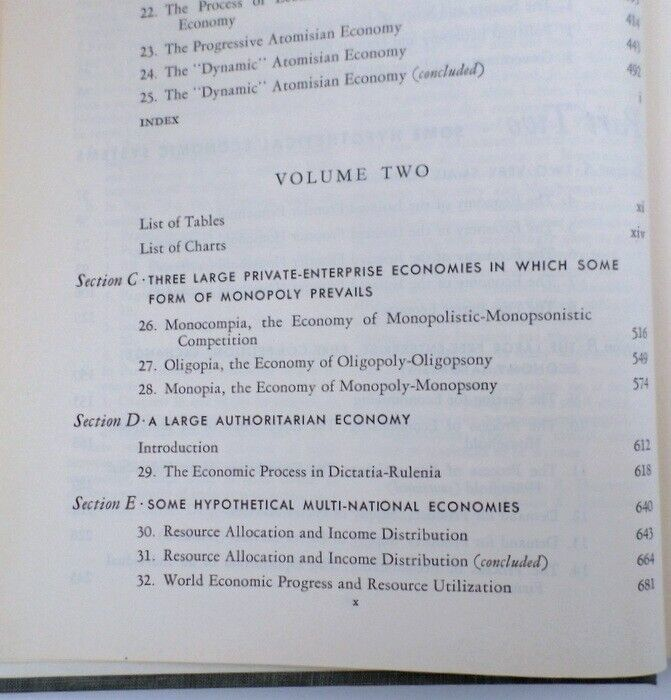 22. The Process of
Economy
23. The Progressive Atomisian Economy 414
24. The "Dynamic" Atomisian Economy 443
25. The "Dynamic" Atomisian Economy (concluded) 492
INDEX i
VOLUME TWO
List of Tables xi
List of Charts xiv
Section C · THREE LARGE PRIVATE-ENTERPRISE ECONOMIES IN WHICH SOME
FORM OF MONOPOLY PREVAILS
26. Monocompia, the Economy of Monopolistic-Monopsonistic
Competition 516
27. Oligopia, the Economy of Oligopoly-Oligopsony 549
28. Monopia, the Economy of Monopoly-Monopsony 574
Section D · A LARGE AUTHORITARIAN ECONOMY
Introduction 612
29. The Economic Process in Dictatia-Rulenia 618
Section E · SOME HYPOTHETICAL MULTI-NATIONAL ECONOMIES 640
30. Resource Allocation and Income Distribution 643
31. Resource Allocation and Income Distribution (concluded) 664
32. World Economic Progress and Resource Utilization 681
x